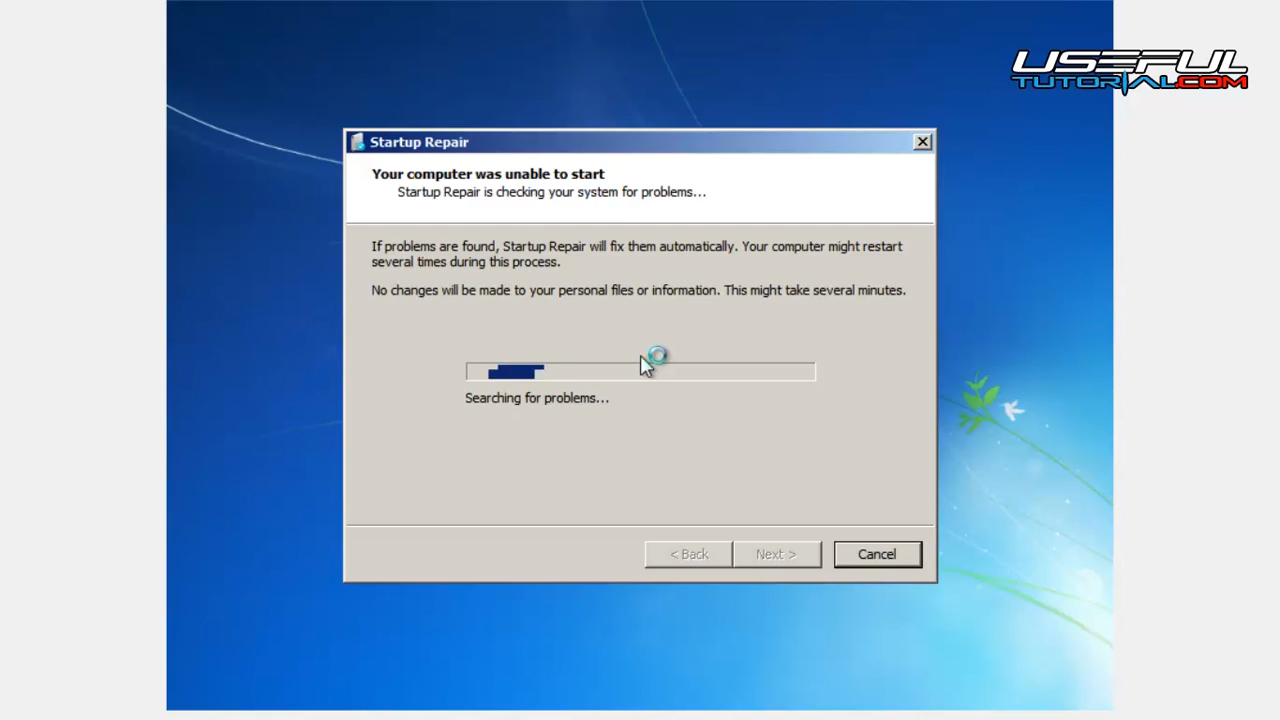 USEFUL
TUTORIAL.COM
Startup Repair
Your computer was unable to start
Startup Repair is checking your system for problems...
If problems are found, Startup Repair will fix them automatically. Your computer might restart
several times during this process.
No changes will be made to your personal files or information. This might take several minutes.
Searching for problems...
< Back
Next >
Cancel